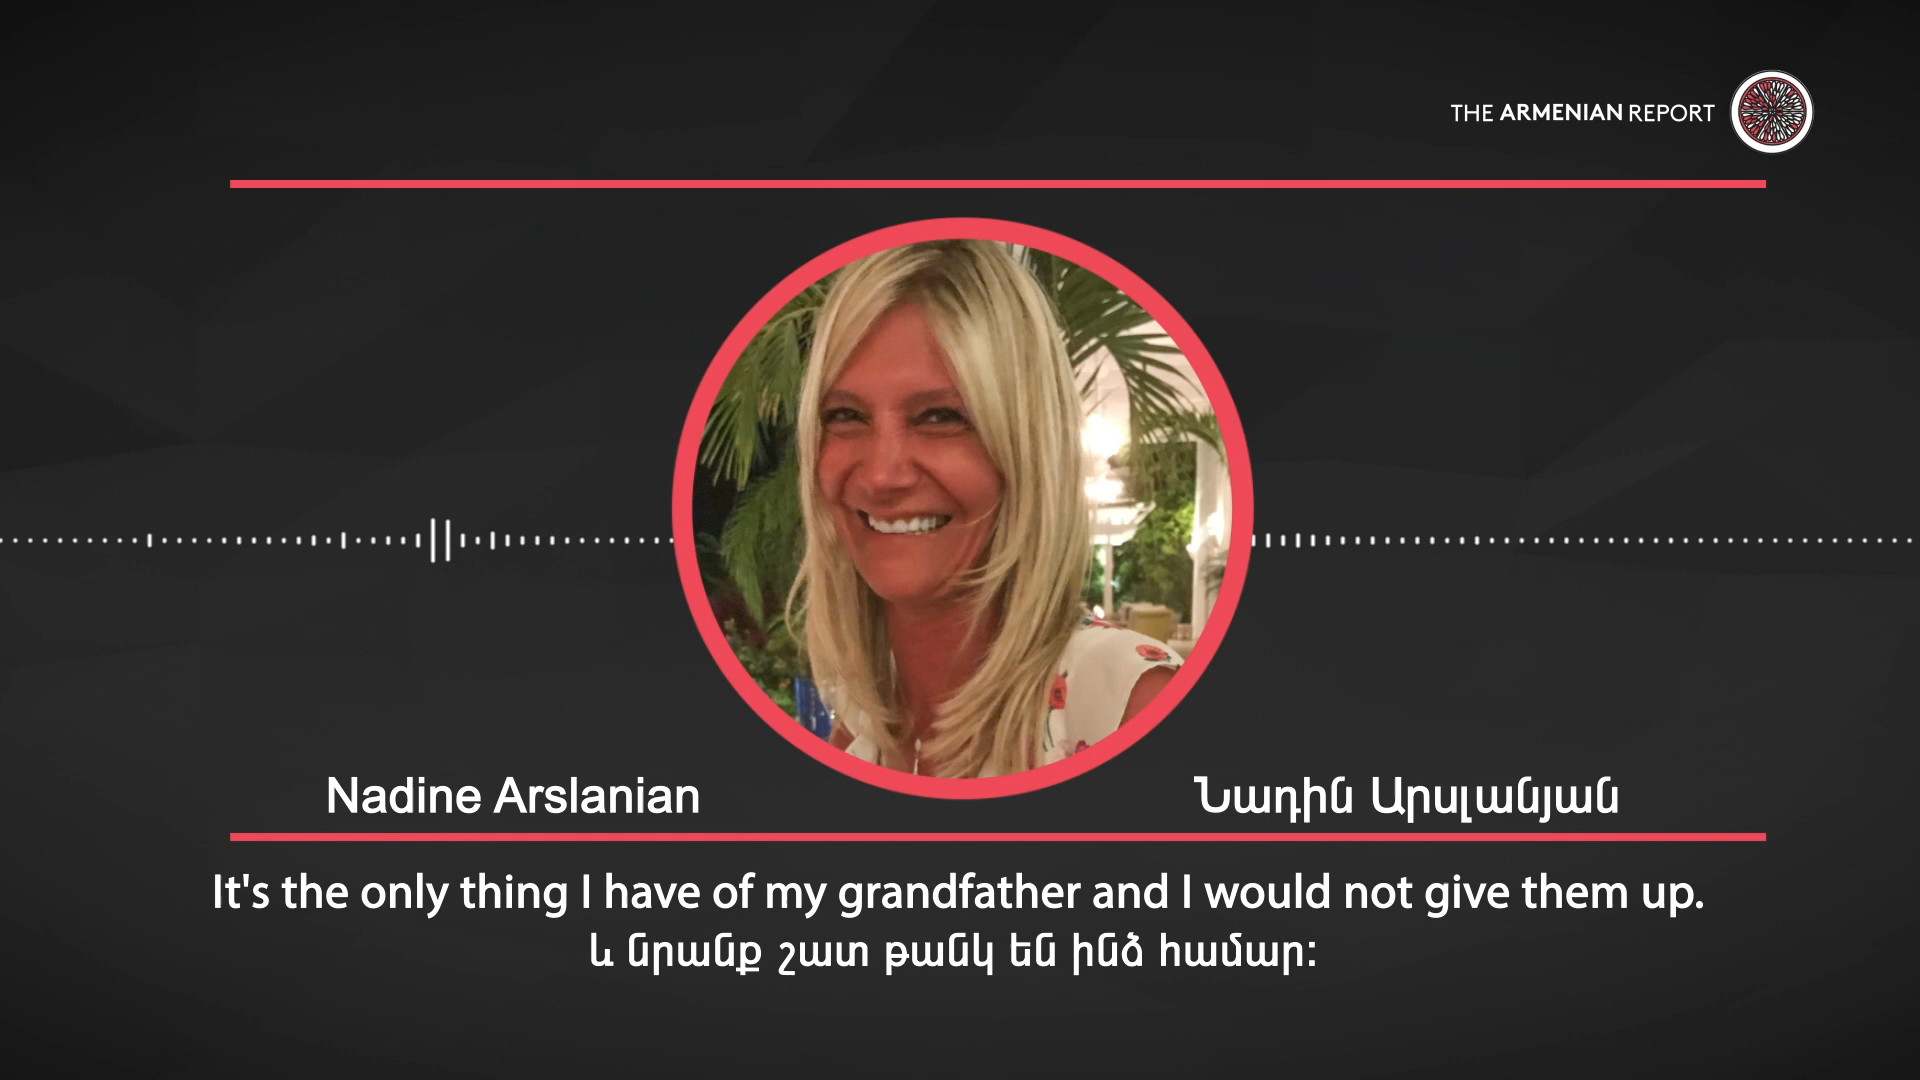 THE ARMENIAN REPORT
Nadine Arslanian
Նադին Արսլանյան
It's the only thing I have of my grandfather and I would not give them up.
և նրանք շատ թանկ են ինձ համար: